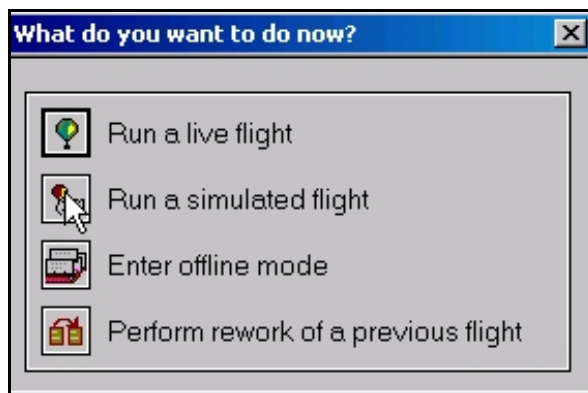 What do you want to do now?
Run a live flight
Run a simulated flight
Enter offline mode
Perform rework of a previous flight